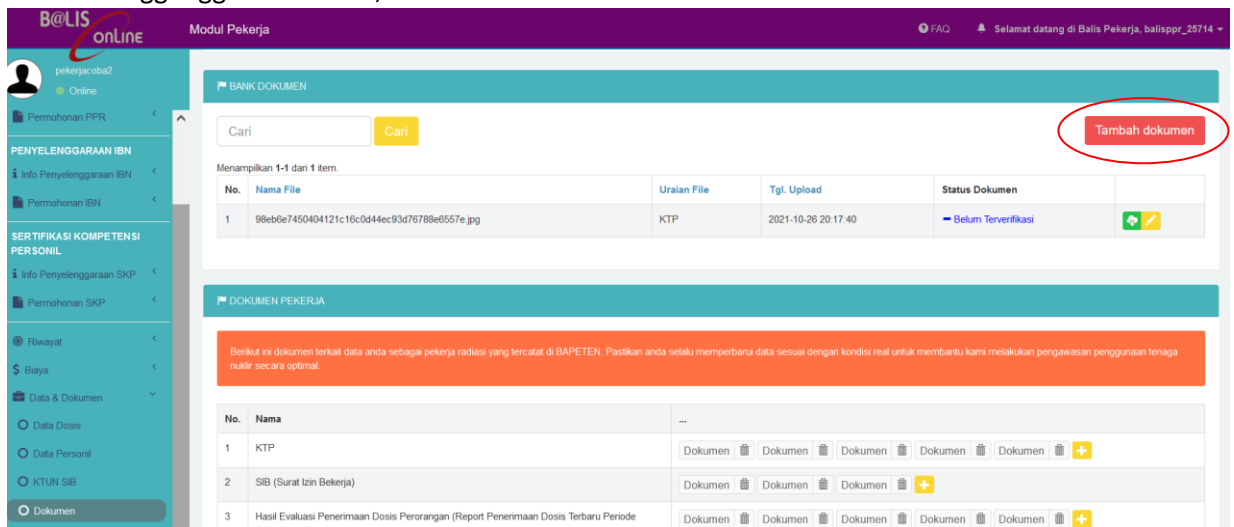 B@LIS
onLine
Modul Pekerja
FAQ
Selamat datang di Balis Pekerja, balisppr_25714
pekerjacoba2
Online
Permohonan PPR
PENYELENGGARAAN IBN
Info Penyelenggaraan IBN
Permohonan IBN
SERTIFIKASI KOMPETENSI
PERSONIL
Info Penyelenggaraan SKP
Permohonan SKP
Riwayat
Biaya
Data & Dokumen
Data Dosis
Data Personil
KTUN SIB
Dokumen
BANK DOKUMEN
Cari Cari Tambah dokumen
Menampilkan 1-1 dari 1 item.
No. Nama File Uraian File Tgl. Upload Status Dokumen
1 98eb6e7450404121c16c0d44ec93d76788e6557e.jpg KTP 2021-10-26 20:17:40 Belum Terverifikasi
DOKUMEN PEKERJA
Berikut ini dokumen terkait data anda sebagai pekerja radiasi yang tercatat di BAPETEN. Pastikan anda selalu memperbarui data sesuai dengan kondisi real untuk membantu kami melakukan pengawasan penggunaan tenaga
nuklir secara optimal.
No. Nama ...
1 KTP Dokumen Dokumen Dokumen Dokumen Dokumen
2 SIB (Surat Izin Bekerja) Dokumen Dokumen Dokumen
3 Hasil Evaluasi Penerimaan Dosis Perorangan (Report Penerimaan Dosis Terbaru Periode Dokumen Dokumen Dokumen Dokumen Dokumen